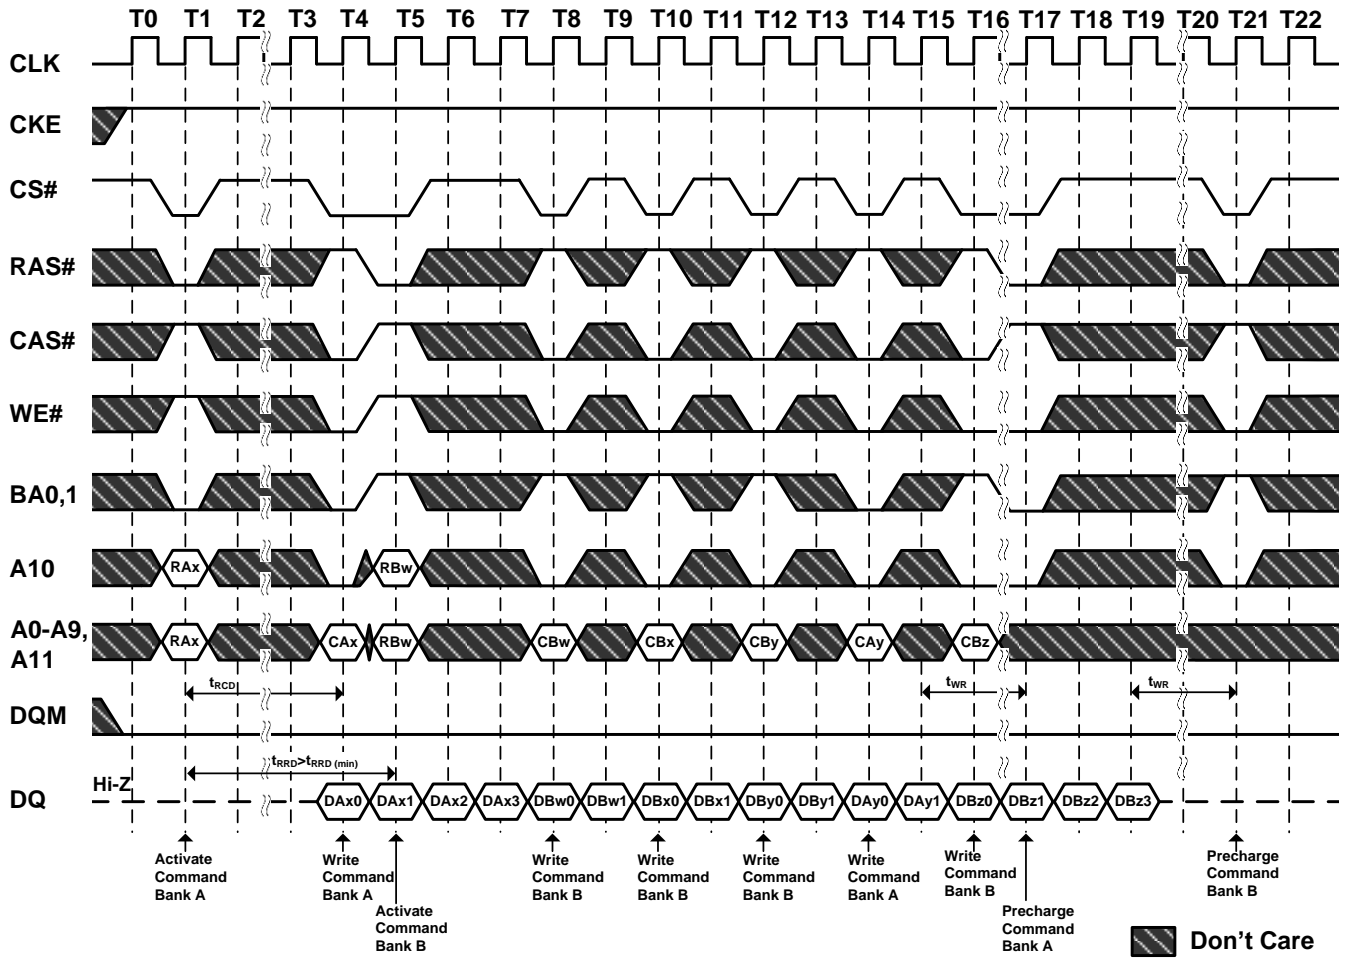 T0 T1 T2 T3 T4 T5 T6 T7 T8 T9 T10 T11 T12 T13 T14 T15 T16 T17 T18 T19 T20 T21 T22
CLK
CKE
CS#
RAS#
CAS#
WE#
BA0,1
A10 RAx RBw
A0-A9,
A11
RAx CAx RBw CBw CBx CBy CAy CBz
tRCD tWR tWR
DQM
tRRD>tRRD (min)
Hi-Z
DQ DAx0 DAx1 DAx2 DAx3 DBw0 DBw1 DBx0 DBx1 DBy0 DBy1 DAy0 DAy1 DBz0 DBz1 DBz2 DBz3
Activate
Command
Bank A
Write
Command
Bank A
Activate
Command
Bank B
Write
Command
Bank B
Write
Command
Bank B
Write
Command
Bank B
Write
Command
Bank A
Write
Command
Bank B
Precharge
Command
Bank A
Precharge
Command
Bank B
Don't Care